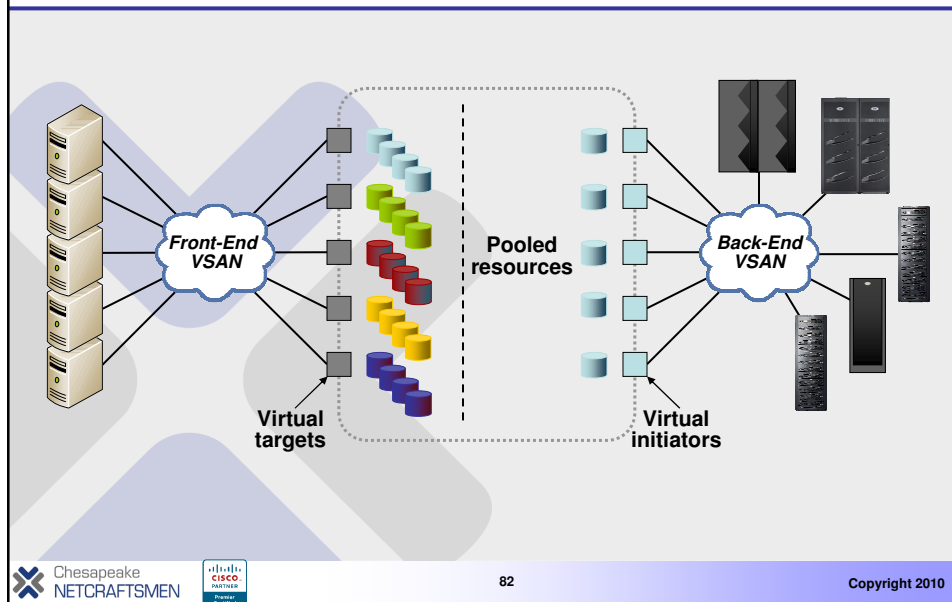 Front-End
VSAN
Pooled
resources
Back-End
VSAN
Virtual
targets
Virtual
initiators
Chesapeake
NETCRAFTSMEN
CISCO
PARTNER
Premier
82
Copyright 2010